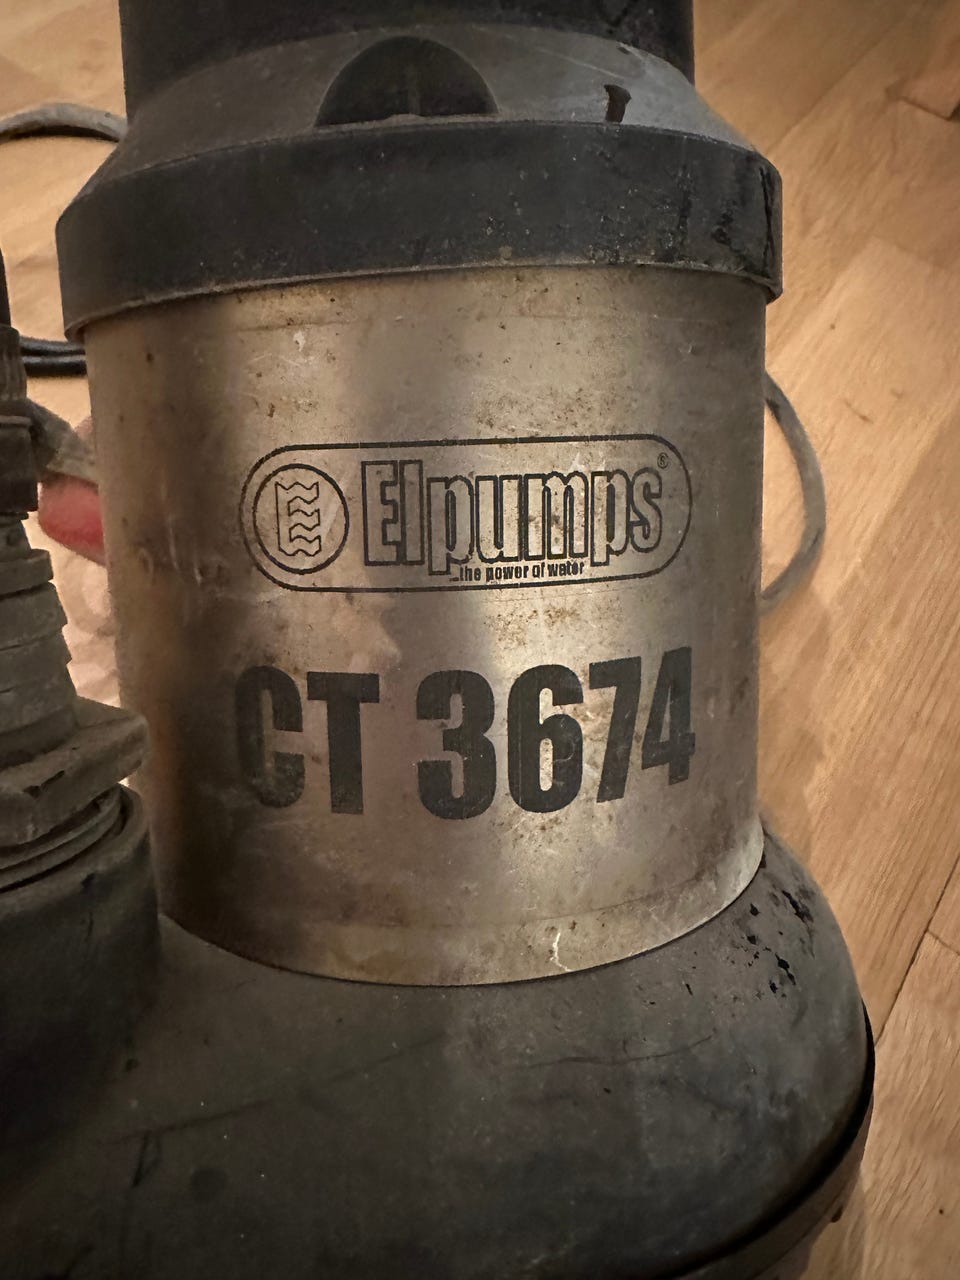 Elpumps®
...the power of water
CT 3674